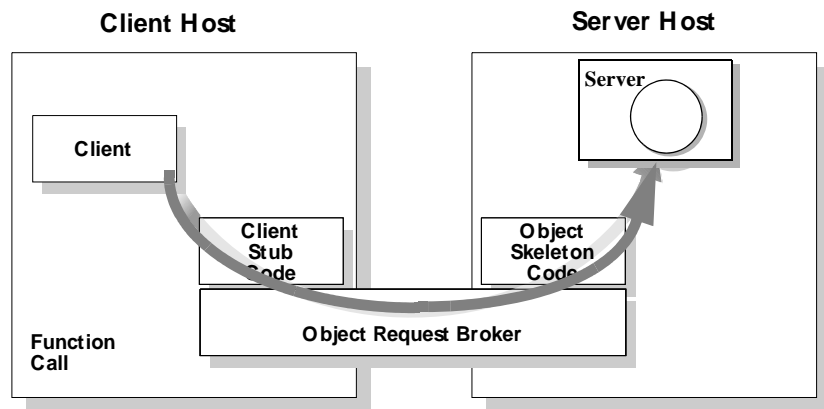 Client Host
Server Host
Server
Client
Client
Stub
Code
Object
Skeleton
Code
Object Request Broker
Function
Call